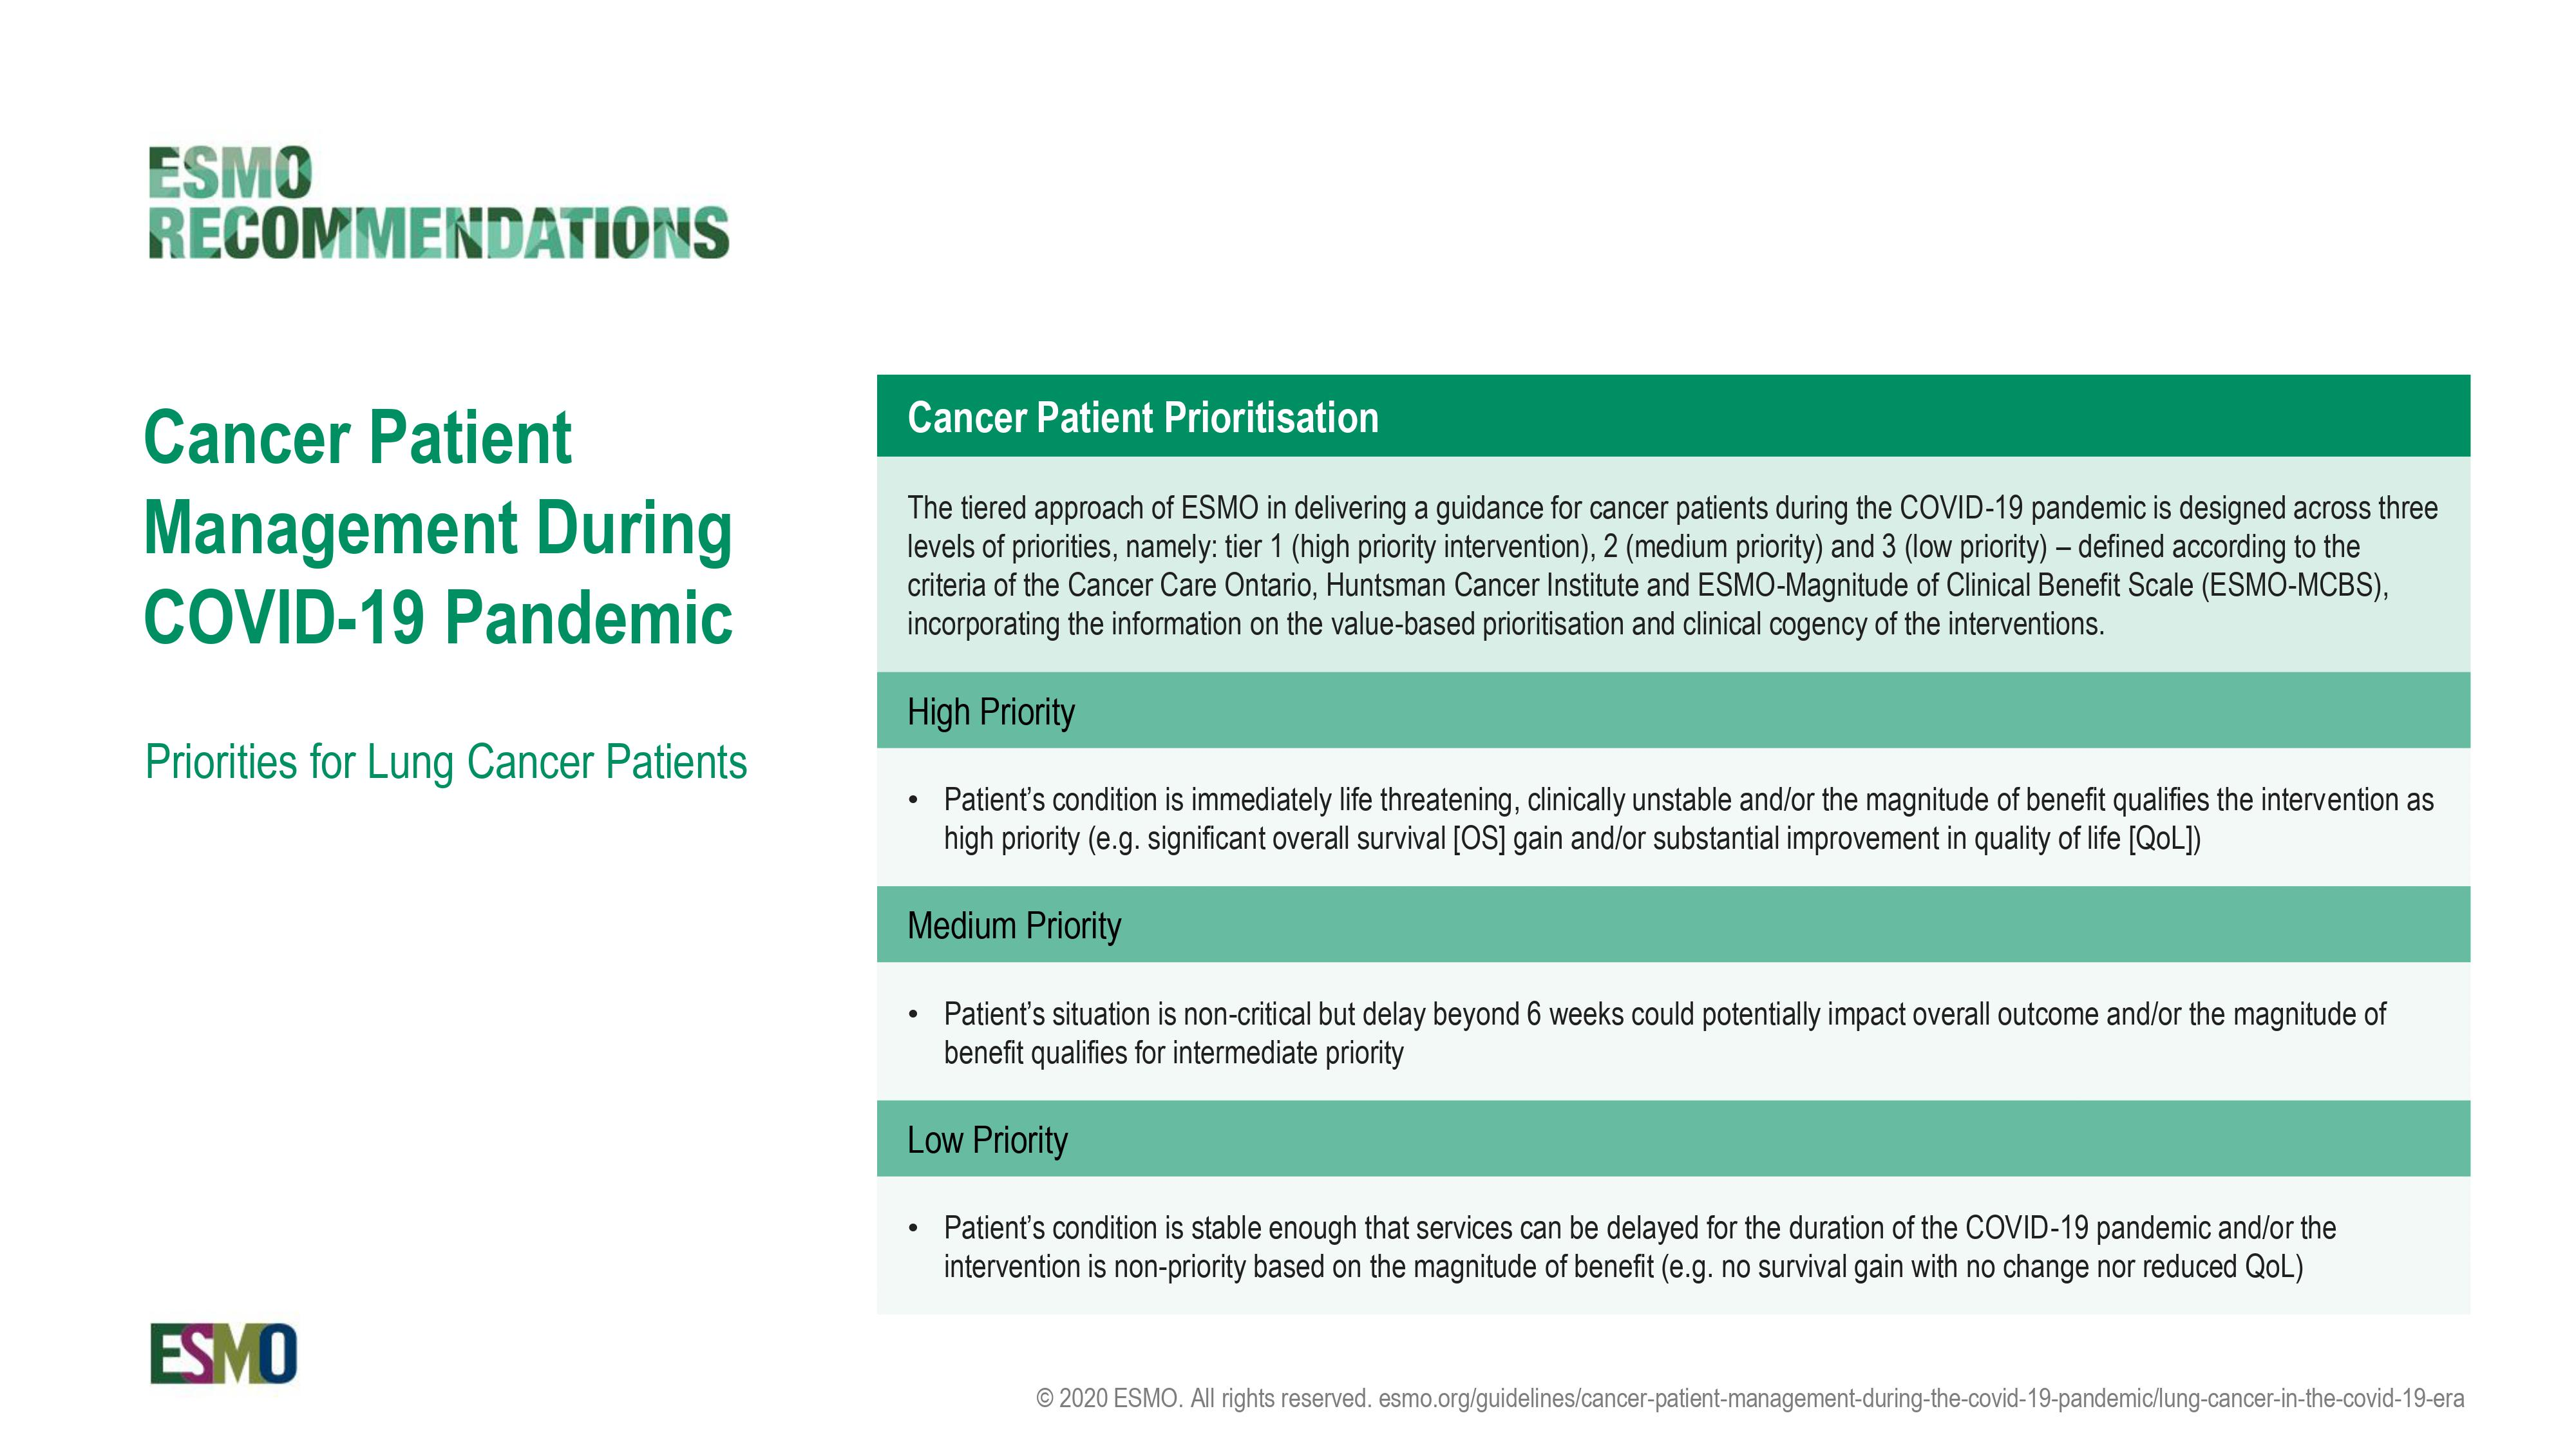 ESMO
RECOMMENDATIONS
Cancer Patient
Management During
COVID-19 Pandemic
Priorities for Lung Cancer Patients
Cancer Patient Prioritisation
The tiered approach of ESMO in delivering a guidance for cancer patients during the COVID-19 pandemic is designed across three
levels of priorities, namely: tier 1 (high priority intervention), 2 (medium priority) and 3 (low priority) – defined according to the
criteria of the Cancer Care Ontario, Huntsman Cancer Institute and ESMO-Magnitude of Clinical Benefit Scale (ESMO-MCBS),
incorporating the information on the value-based prioritisation and clinical cogency of the interventions.
High Priority
• Patient’s condition is immediately life threatening, clinically unstable and/or the magnitude of benefit qualifies the intervention as
high priority (e.g. significant overall survival [OS] gain and/or substantial improvement in quality of life [QoL])
Medium Priority
• Patient’s situation is non-critical but delay beyond 6 weeks could potentially impact overall outcome and/or the magnitude of
benefit qualifies for intermediate priority
Low Priority
• Patient’s condition is stable enough that services can be delayed for the duration of the COVID-19 pandemic and/or the
intervention is non-priority based on the magnitude of benefit (e.g. no survival gain with no change nor reduced QoL)
ESMO
© 2020 ESMO. All rights reserved. esmo.org/guidelines/cancer-patient-management-during-the-covid-19-pandemic/lung-cancer-in-the-covid-19-era